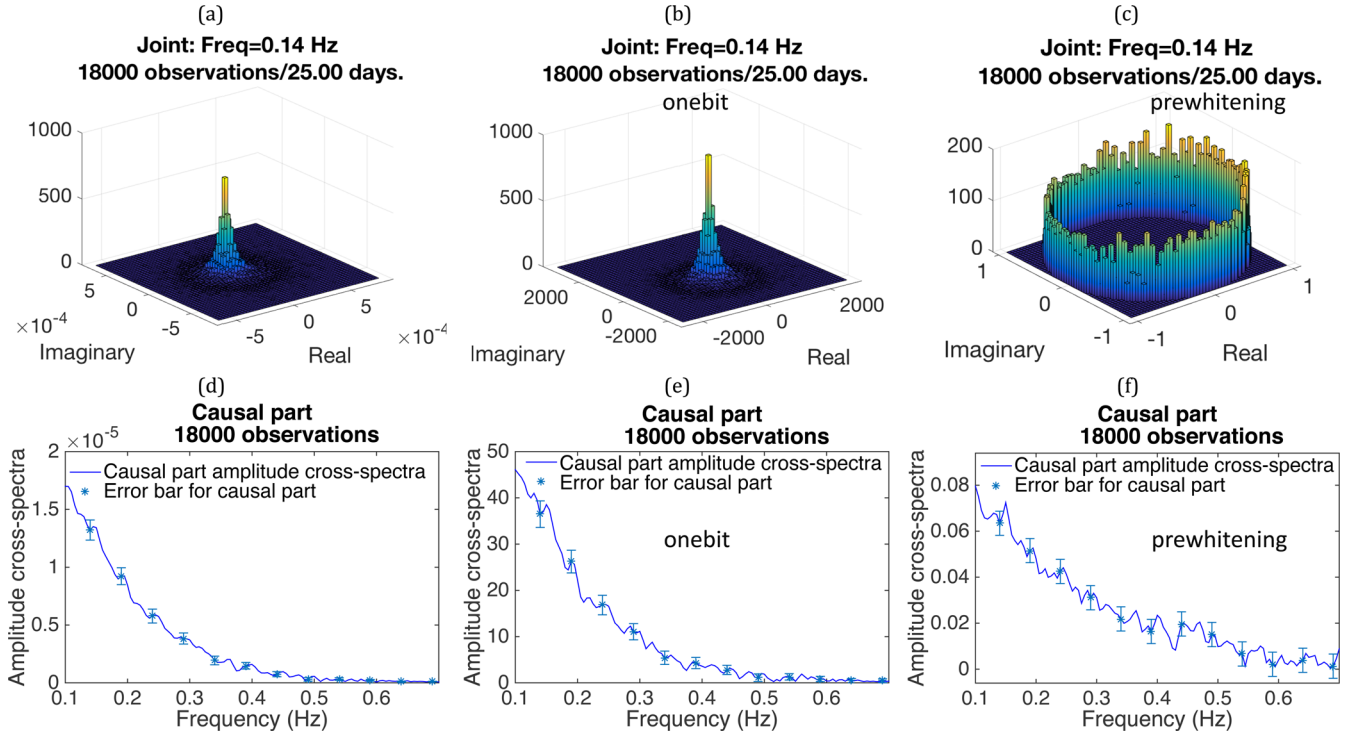 (a)
Joint: Freq=0.14 Hz
18000 observations/25.00 days.
1000
500
0
5
0
-5
×10⁻⁴
Imaginary
-5
0
5
×10⁻⁴
Real
(b)
Joint: Freq=0.14 Hz
18000 observations/25.00 days.
onebit
1000
500
0
2000
0
-2000
Imaginary
-2000
0
2000
Real
(c)
Joint: Freq=0.14 Hz
18000 observations/25.00 days.
prewhitening
200
100
0
1
0
-1
Imaginary
-1
0
1
Real
(d)
Causal part
18000 observations
×10⁻⁵
2
1.5
1
0.5
0
Amplitude cross-spectra
Causal part amplitude cross-spectra
Error bar for causal part
0.1 0.2 0.3 0.4 0.5 0.6
Frequency (Hz)
(e)
Causal part
18000 observations
50
40
30
20
10
0
Amplitude cross-spectra
Causal part amplitude cross-spectra
Error bar for causal part
onebit
0.1 0.2 0.3 0.4 0.5 0.6
Frequency (Hz)
(f)
Causal part
18000 observations
0.08
0.06
0.04
0.02
0
Amplitude cross-spectra
Causal part amplitude cross-spectra
Error bar for causal part
prewhitening
0.1 0.2 0.3 0.4 0.5 0.6
Frequency (Hz)